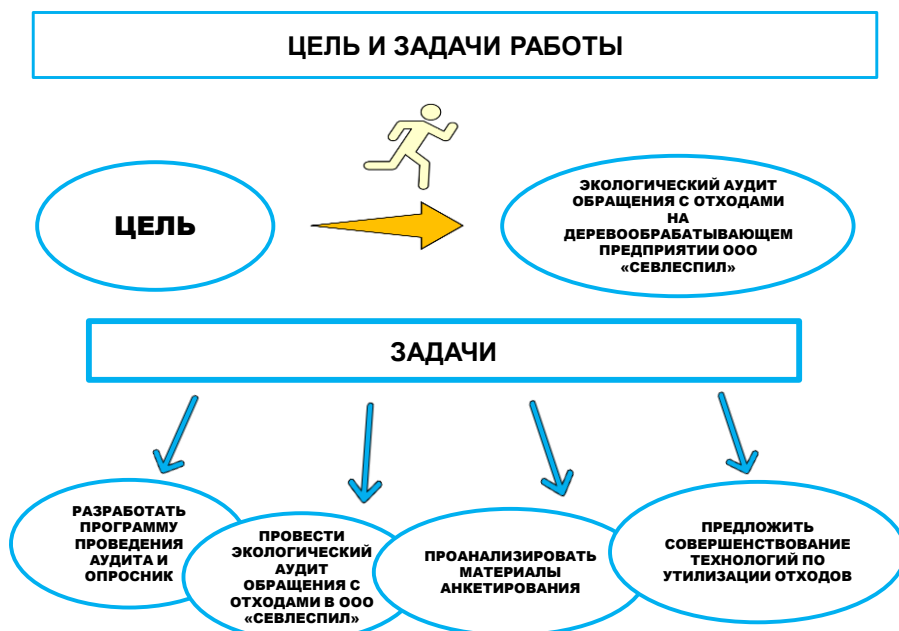 ЦЕЛЬ И ЗАДАЧИ РАБОТЫ
ЦЕЛЬ
ЭКОЛОГИЧЕСКИЙ АУДИТ
ОБРАЩЕНИЯ С ОТХОДАМИ
НА
ДЕРЕВООБРАБАТЫВАЮЩЕМ
ПРЕДПРИЯТИИ ООО
«СЕВЛЕСПИЛ»
ЗАДАЧИ
РАЗРАБОТАТЬ
ПРОГРАММУ
ПРОВЕДЕНИЯ
АУДИТА И
ОПРОСНИК
ПРОВЕСТИ
ЭКОЛОГИЧЕСКИЙ
АУДИТ
ОБРАЩЕНИЯ С
ОТХОДАМИ В ООО
«СЕВЛЕСПИЛ»
ПРОАНАЛИЗИРОВАТЬ
МАТЕРИАЛЫ
АНКЕТИРОВАНИЯ
ПРЕДЛОЖИТЬ
СОВЕРШЕНСТВОВАНИЕ
ТЕХНОЛОГИЙ ПО
УТИЛИЗАЦИИ ОТХОДОВ